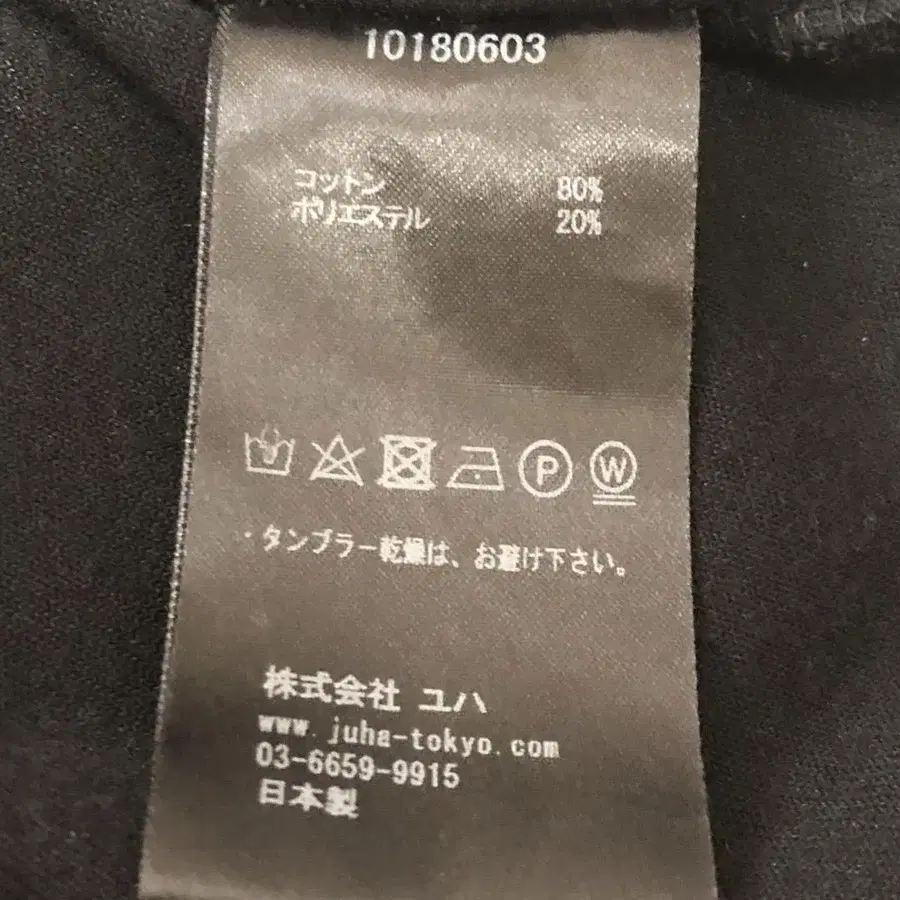 10180603
コットン 80%
ポリエステル 20%
P W
・タンブラー乾燥は、お避け下さい。
株式会社 ユハ
www.juha-tokyo.com
03-6659-9915
日本製